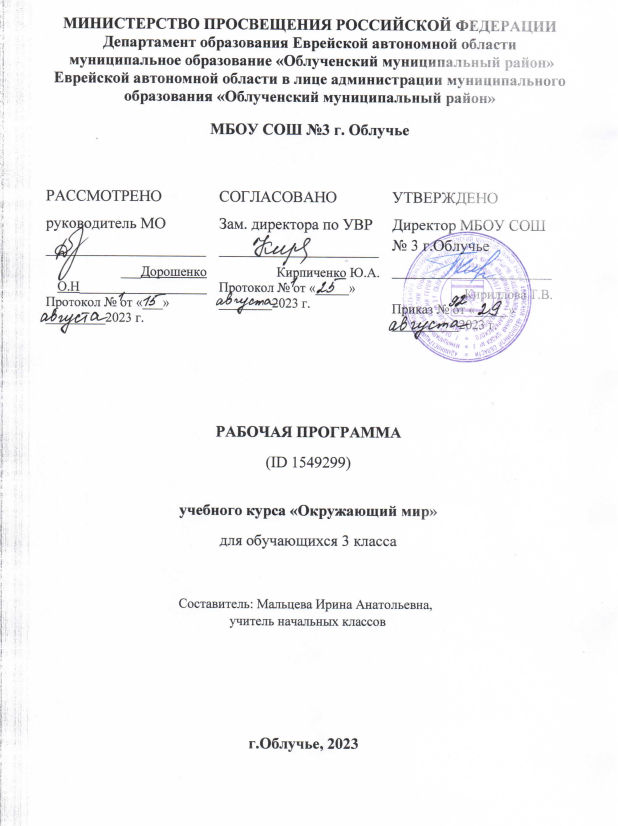 МИНИСТЕРСТВО ПРОСВЕЩЕНИЯ РОССИЙСКОЙ ФЕДЕРАЦИИ
Департамент образования Еврейской автономной области
муниципальное образование «Облученский муниципальный район»
Еврейской автономной области в лице администрации муниципального
образования «Облученский муниципальный район»
МБОУ СОШ №3 г. Облучье
РАССМОТРЕНО
руководитель МО
Дорошенко
О.Н
Протокол №1 от «15»
августа 2023 г.
СОГЛАСОВАНО
Зам. директора по УВР
Кирпиченко Ю.А.
Протокол №1 от «25»
августа 2023 г.
УТВЕРЖДЕНО
Директор МБОУ СОШ
№ 3 г.Облучье
Кириллова Т.В.
Приказ № 92 от «29»
августа 2023 г.
РАБОЧАЯ ПРОГРАММА
(ID 1549299)
учебного курса «Окружающий мир»
для обучающихся 3 класса
Составитель: Мальцева Ирина Анатольевна,
учитель начальных классов
г.Облучье, 2023